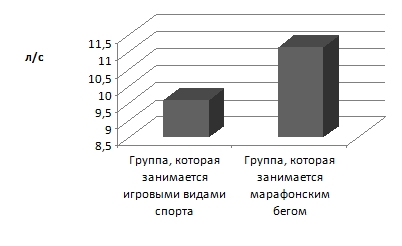 л/с
11,5
11
10,5
10
9,5
9
8,5
Группа, которая
занимается
игровыми видами
спорта
Группа, которая
занимается
марафонским
бегом